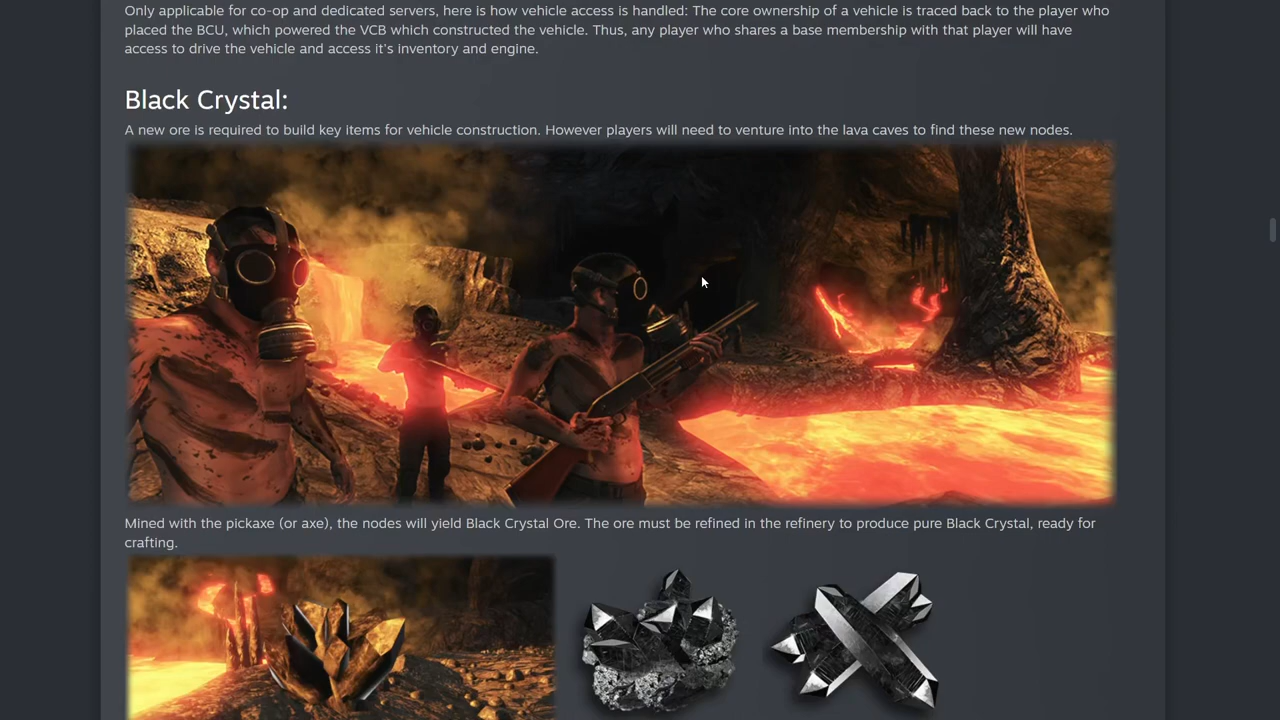 Only applicable for co-op and dedicated servers, here is how vehicle access is handled: The core ownership of a vehicle is traced back to the player who
placed the BCU, which powered the VCB which constructed the vehicle. Thus, any player who shares a base membership with that player will have
access to drive the vehicle and access it's inventory and engine.
Black Crystal:
A new ore is required to build key items for vehicle construction. However players will need to venture into the lava caves to find these new nodes.
Mined with the pickaxe (or axe), the nodes will yield Black Crystal Ore. The ore must be refined in the refinery to produce pure Black Crystal, ready for
crafting.